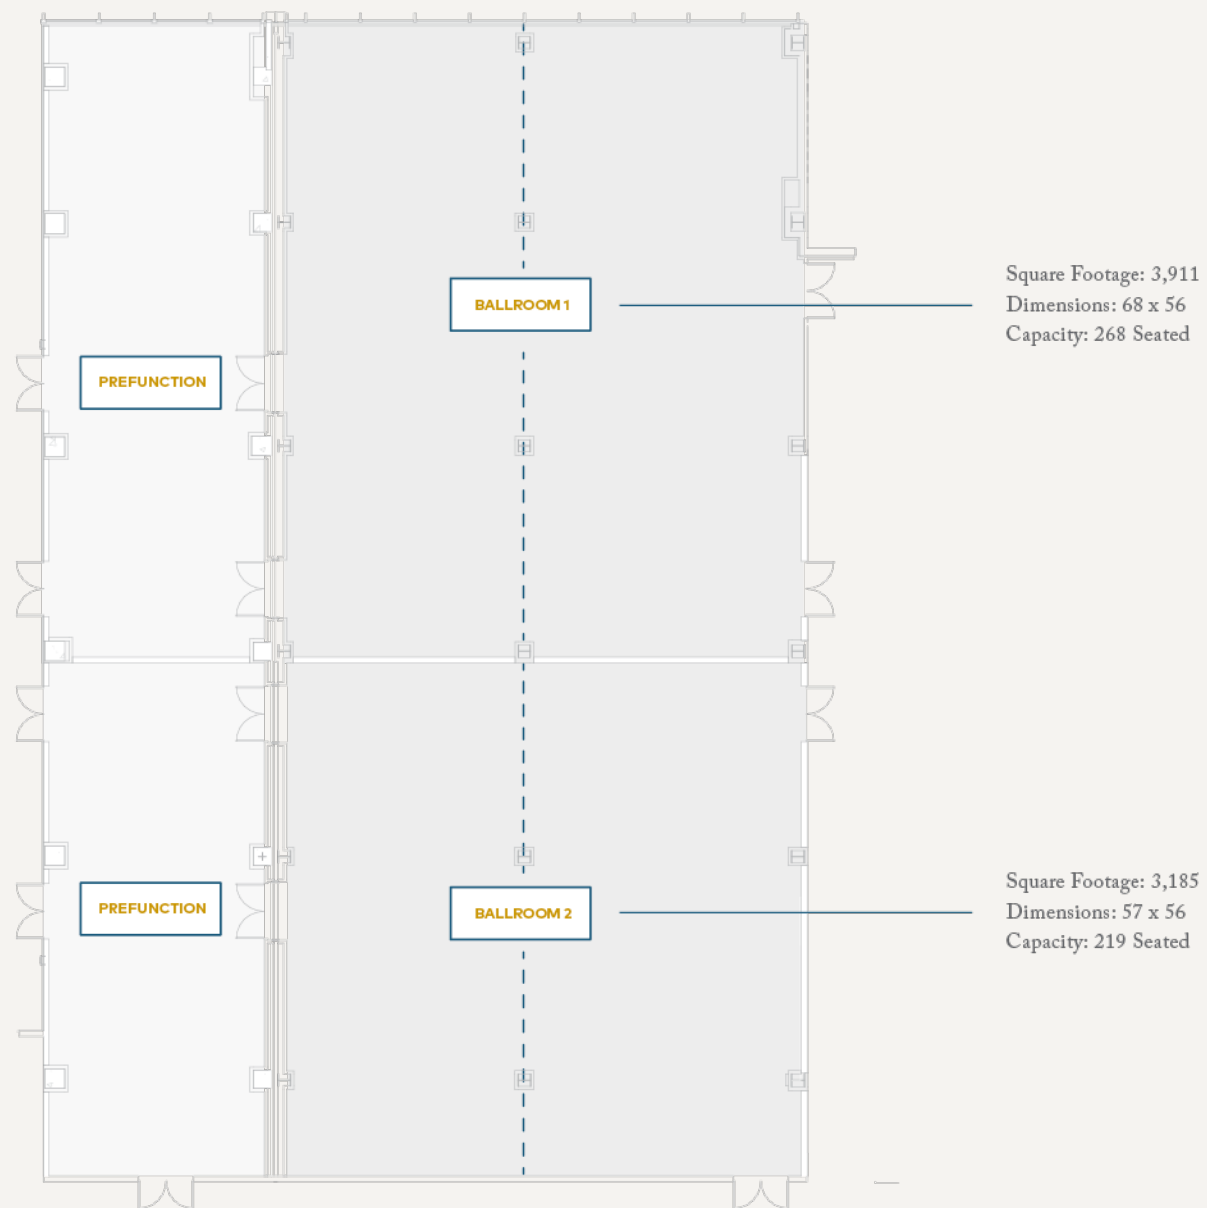 BALLROOM 1
Square Footage: 3,911
Dimensions: 68 x 56
Capacity: 268 Seated
PREFUNCTION
PREFUNCTION
BALLROOM 2
Square Footage: 3,185
Dimensions: 57 x 56
Capacity: 219 Seated